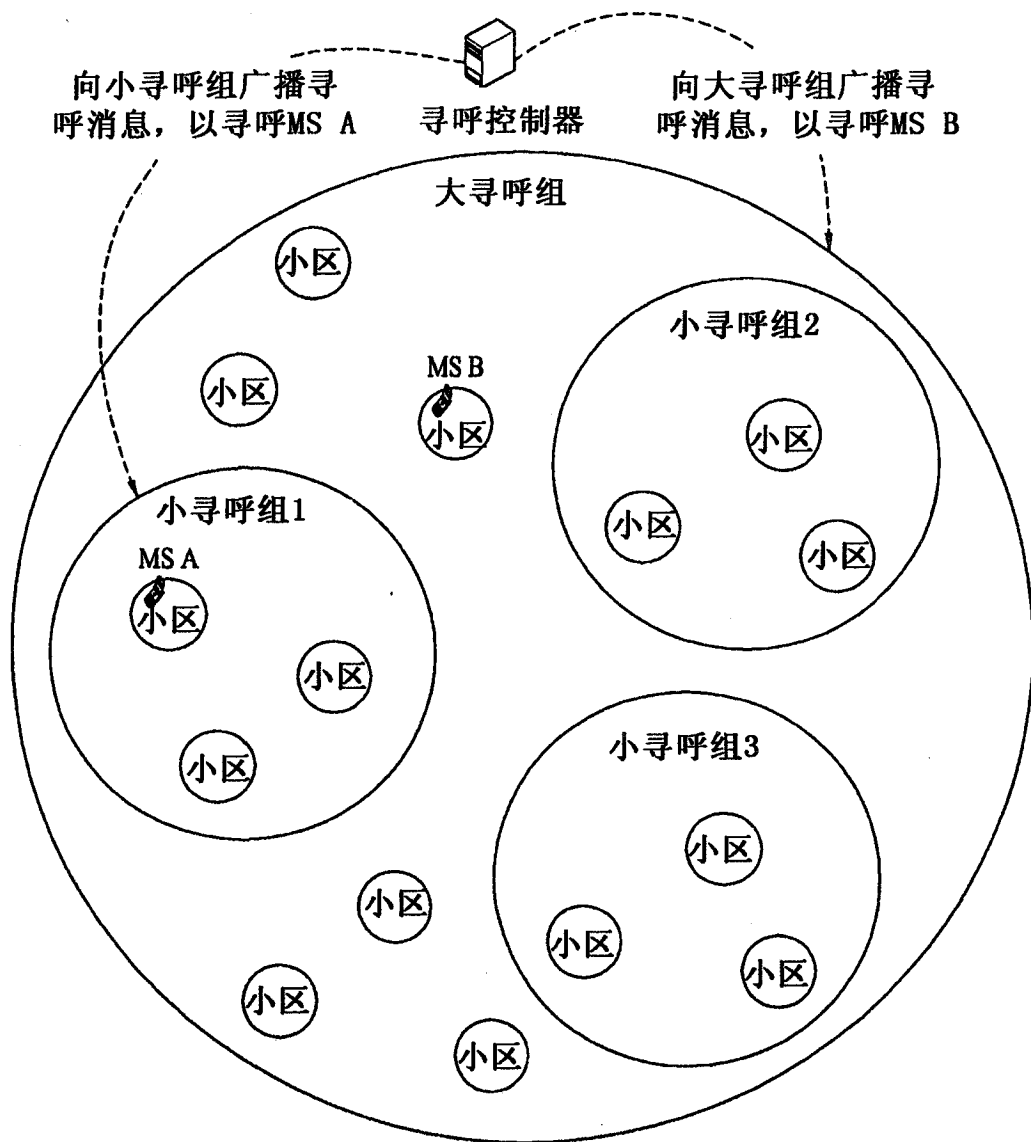 向小寻呼组广播寻
呼消息，以寻呼MS A
寻呼控制器
向大寻呼组广播寻
呼消息，以寻呼MS B
大寻呼组
小区
小寻呼组2
MS B
小区
小区
小区
小寻呼组1
小区
小区
MS A
小区
小区
小寻呼组3
小区
小区
小区
小区
小区
小区
小区